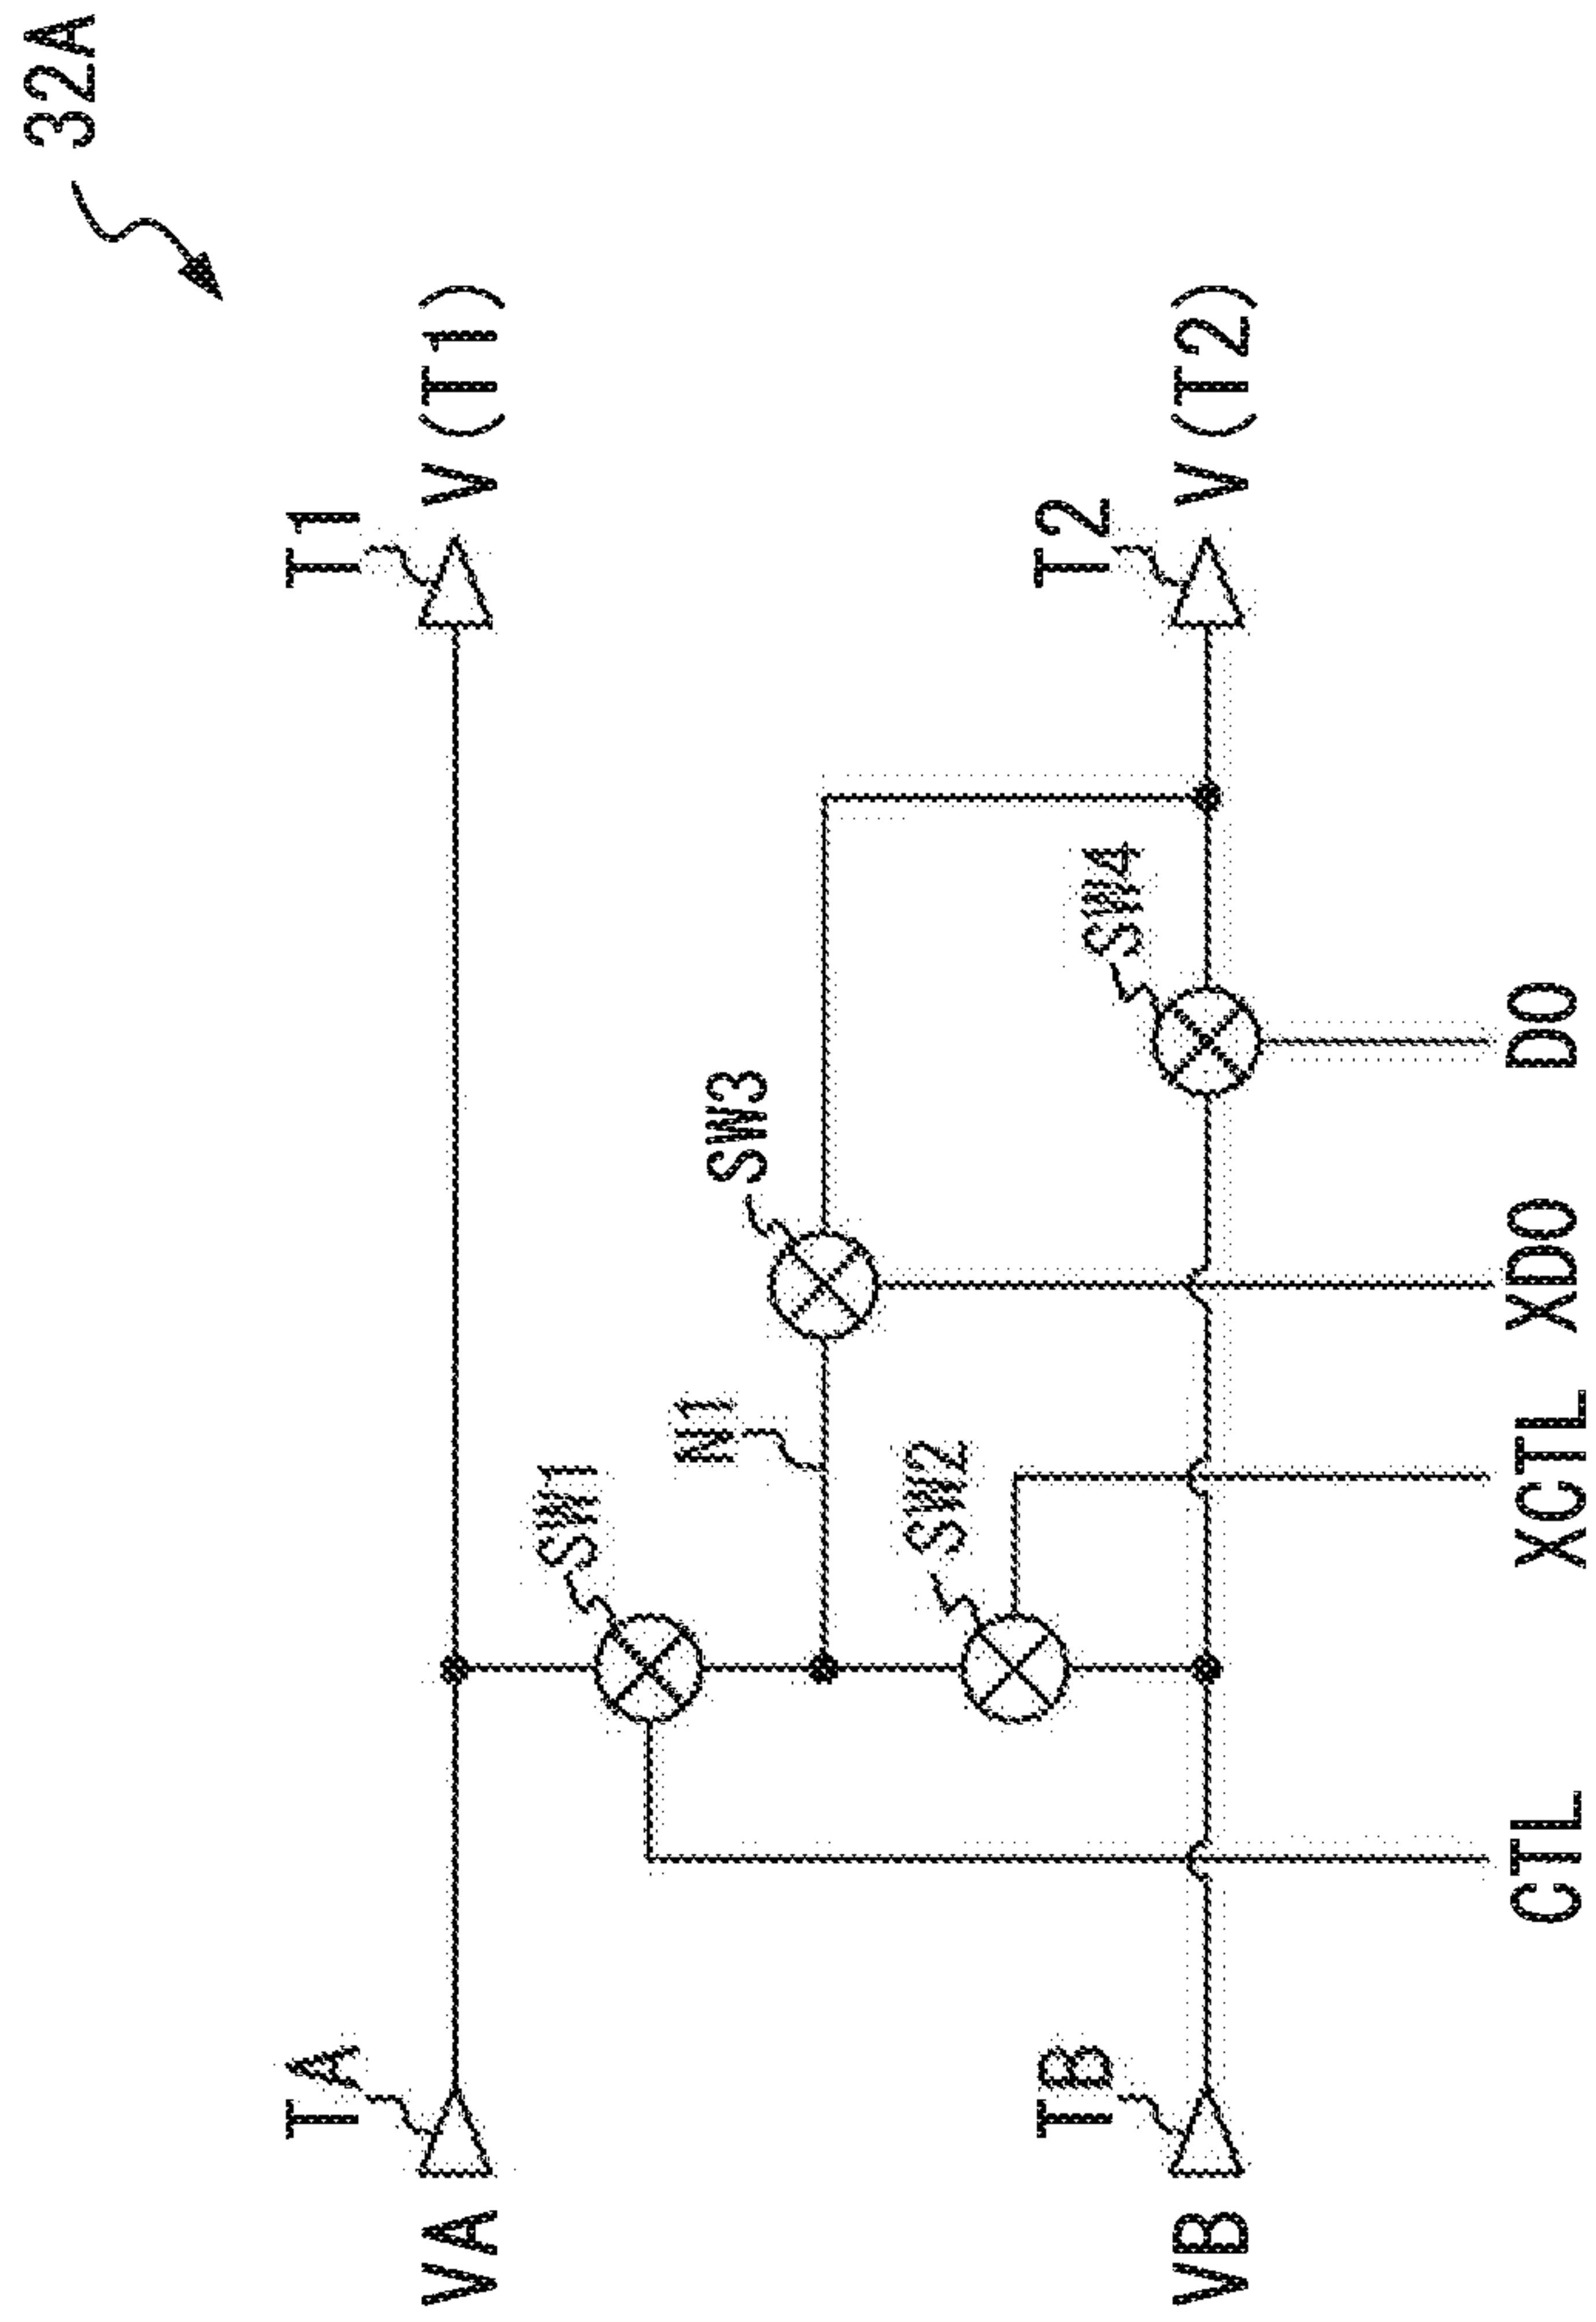 32A
TA
T1
VA
V(T1)
SW1
N1
SW3
SW2
TB
SW4
T2
VB
V(T2)
CTL
XCTL
XDO
DO